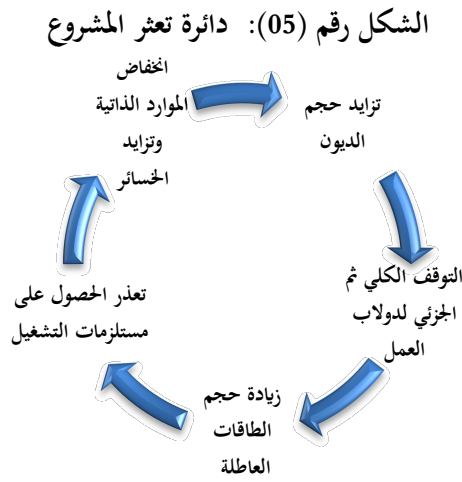 الشكل رقم (05): دائرة تعثر المشروع
انخفاض
الموارد الذاتية
وتزايد
الخسائر
تزايد حجم
الديون
التوقف الكلي ثم
الجزئي لدولاب
العمل
زيادة حجم
الطاقات
العاطلة
تعذر الحصول على
مستلزمات التشغيل